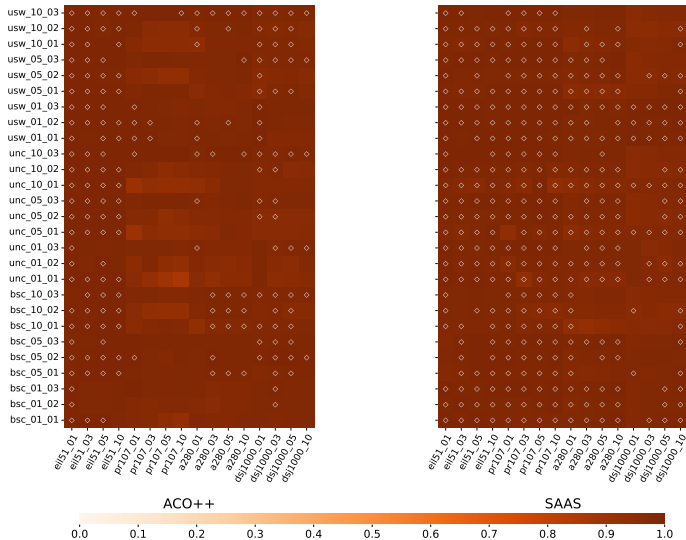 usw_10_03
usw_10_02
usw_10_01
usw_05_03
usw_05_02
usw_05_01
usw_01_03
usw_01_02
usw_01_01
unc_10_03
unc_10_02
unc_10_01
unc_05_03
unc_05_02
unc_05_01
unc_01_03
unc_01_02
unc_01_01
bsc_10_03
bsc_10_02
bsc_10_01
bsc_05_03
bsc_05_02
bsc_05_01
bsc_01_03
bsc_01_02
bsc_01_01
eil51_01 eil51_03 eil51_05 eil51_10 pr107_01 pr107_03 pr107_05 pr107_10 a280_01 a280_03 a280_05 a280_10 dsj1000_01 dsj1000_03 dsj1000_05 dsj1000_10
eil51_01 eil51_03 eil51_05 eil51_10 pr107_01 pr107_03 pr107_05 pr107_10 a280_01 a280_03 a280_05 a280_10 dsj1000_01 dsj1000_03 dsj1000_05 dsj1000_10
ACO++ SAAS
0.0 0.1 0.2 0.3 0.4 0.5 0.6 0.7 0.8 0.9 1.0